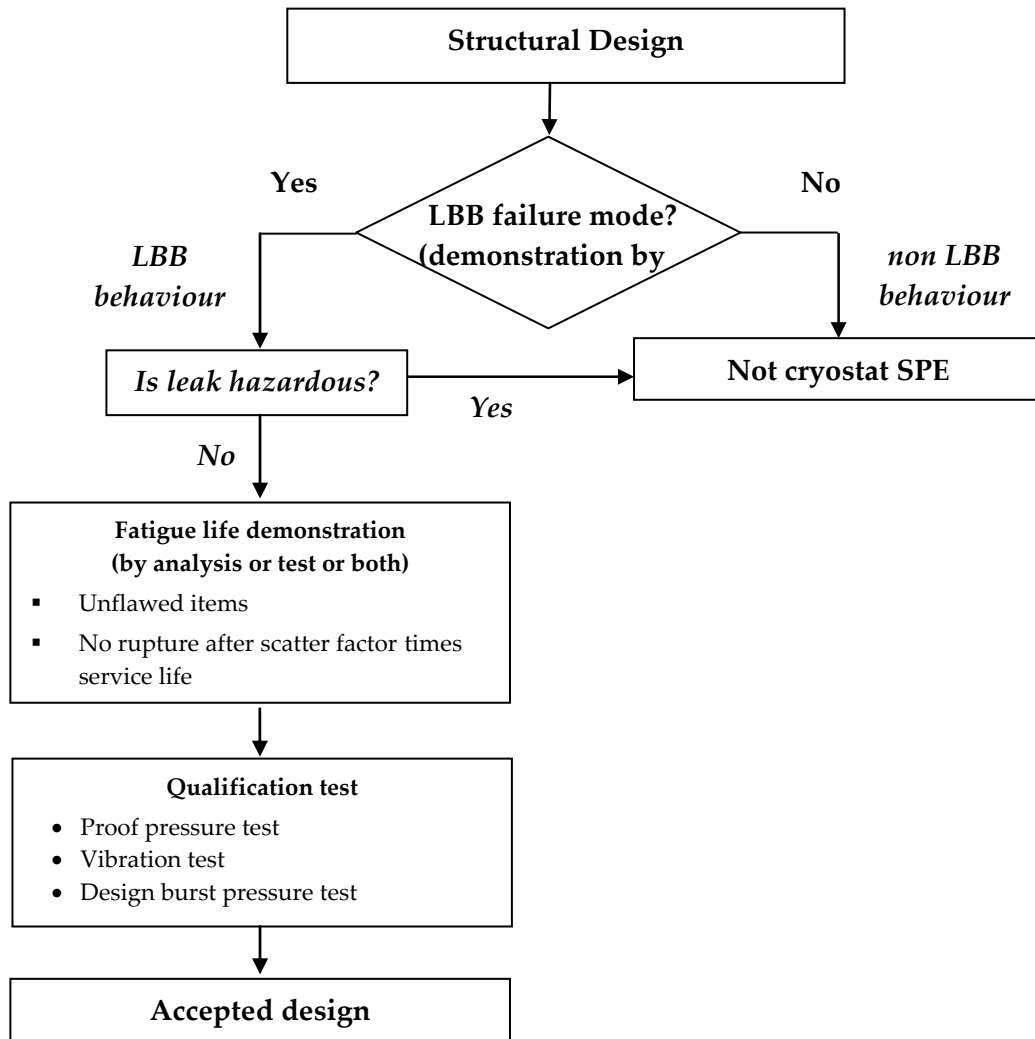 Structural Design
Yes
No
LBB failure mode?
(demonstration by
LBB
behaviour
non LBB
behaviour
Is leak hazardous?
Yes
Not cryostat SPE
No
Fatigue life demonstration
(by analysis or test or both)
▪ Unflawed items
▪ No rupture after scatter factor times
service life
Qualification test
• Proof pressure test
• Vibration test
• Design burst pressure test
Accepted design